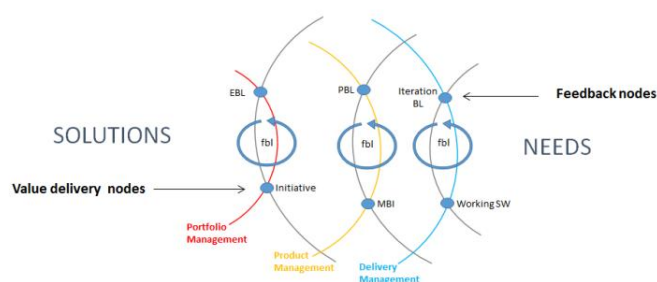 EBL
PBL
Iteration
BL
Feedback nodes
SOLUTIONS
fbl
fbl
fbl
NEEDS
Value delivery nodes
Initiative
MBI
Working SW
Portfolio
Management
Product
Management
Delivery Management